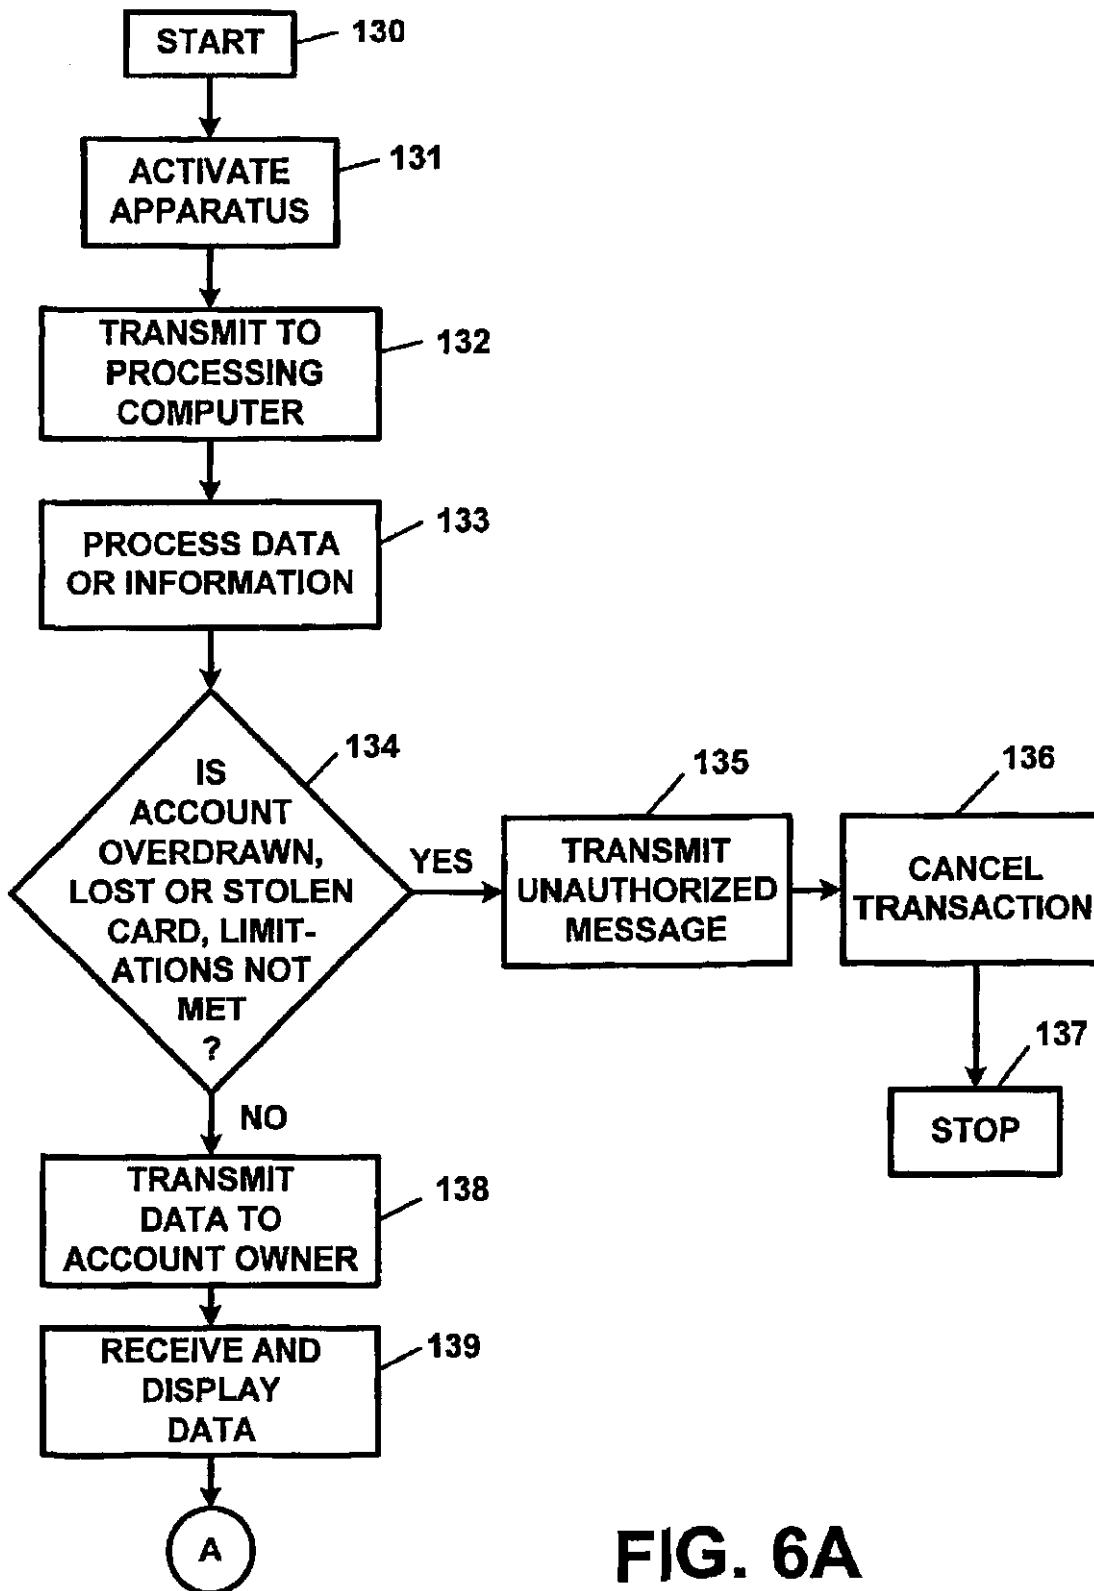 START
130
ACTIVATE
APPARATUS
131
TRANSMIT TO
PROCESSING
COMPUTER
132
PROCESS DATA
OR INFORMATION
133
IS
ACCOUNT
OVERDRAWN,
LOST OR STOLEN
CARD, LIMIT-
ATIONS NOT
MET
?
134
YES
TRANSMIT
UNAUTHORIZED
MESSAGE
135
CANCEL
TRANSACTION
136
STOP
137
NO
TRANSMIT
DATA TO
ACCOUNT OWNER
138
RECEIVE AND
DISPLAY
DATA
139
A
FIG. 6A